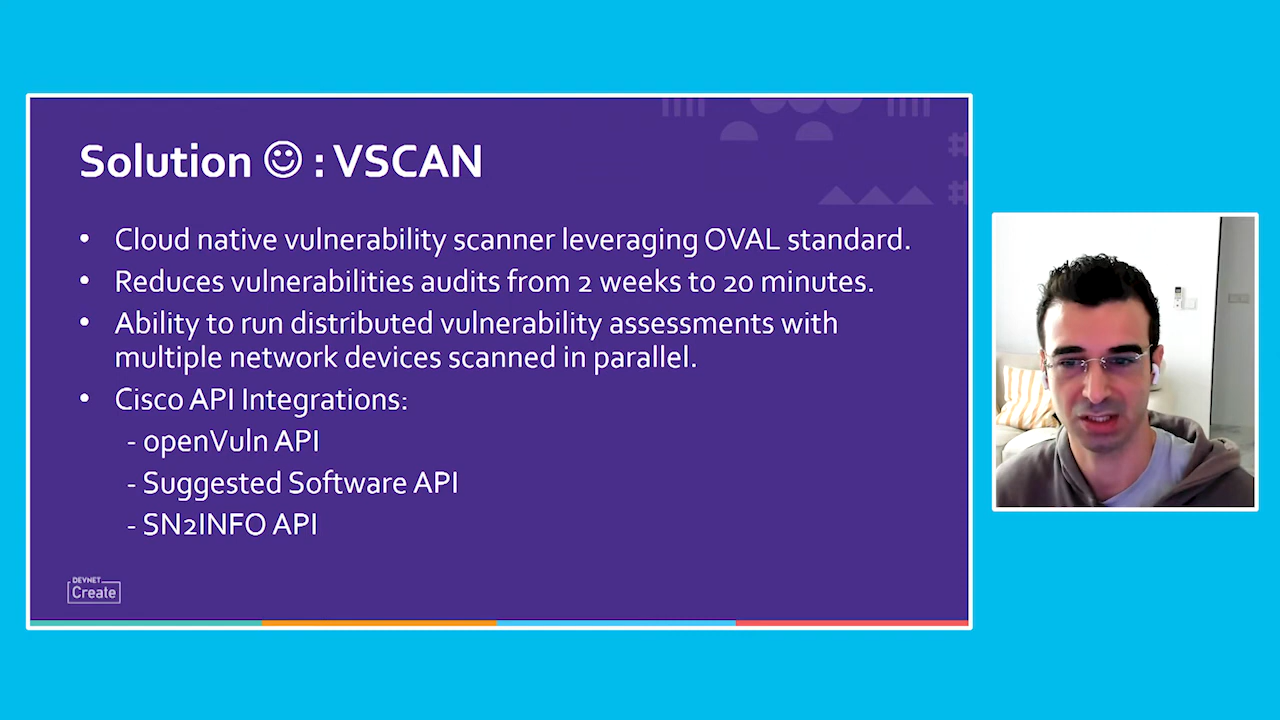 Solution ☺ : VSCAN
• Cloud native vulnerability scanner leveraging OVAL standard.
• Reduces vulnerabilities audits from 2 weeks to 20 minutes.
• Ability to run distributed vulnerability assessments with
multiple network devices scanned in parallel.
• Cisco API Integrations:
- openVuln API
- Suggested Software API
- SN2INFO API
DEVNET
Create